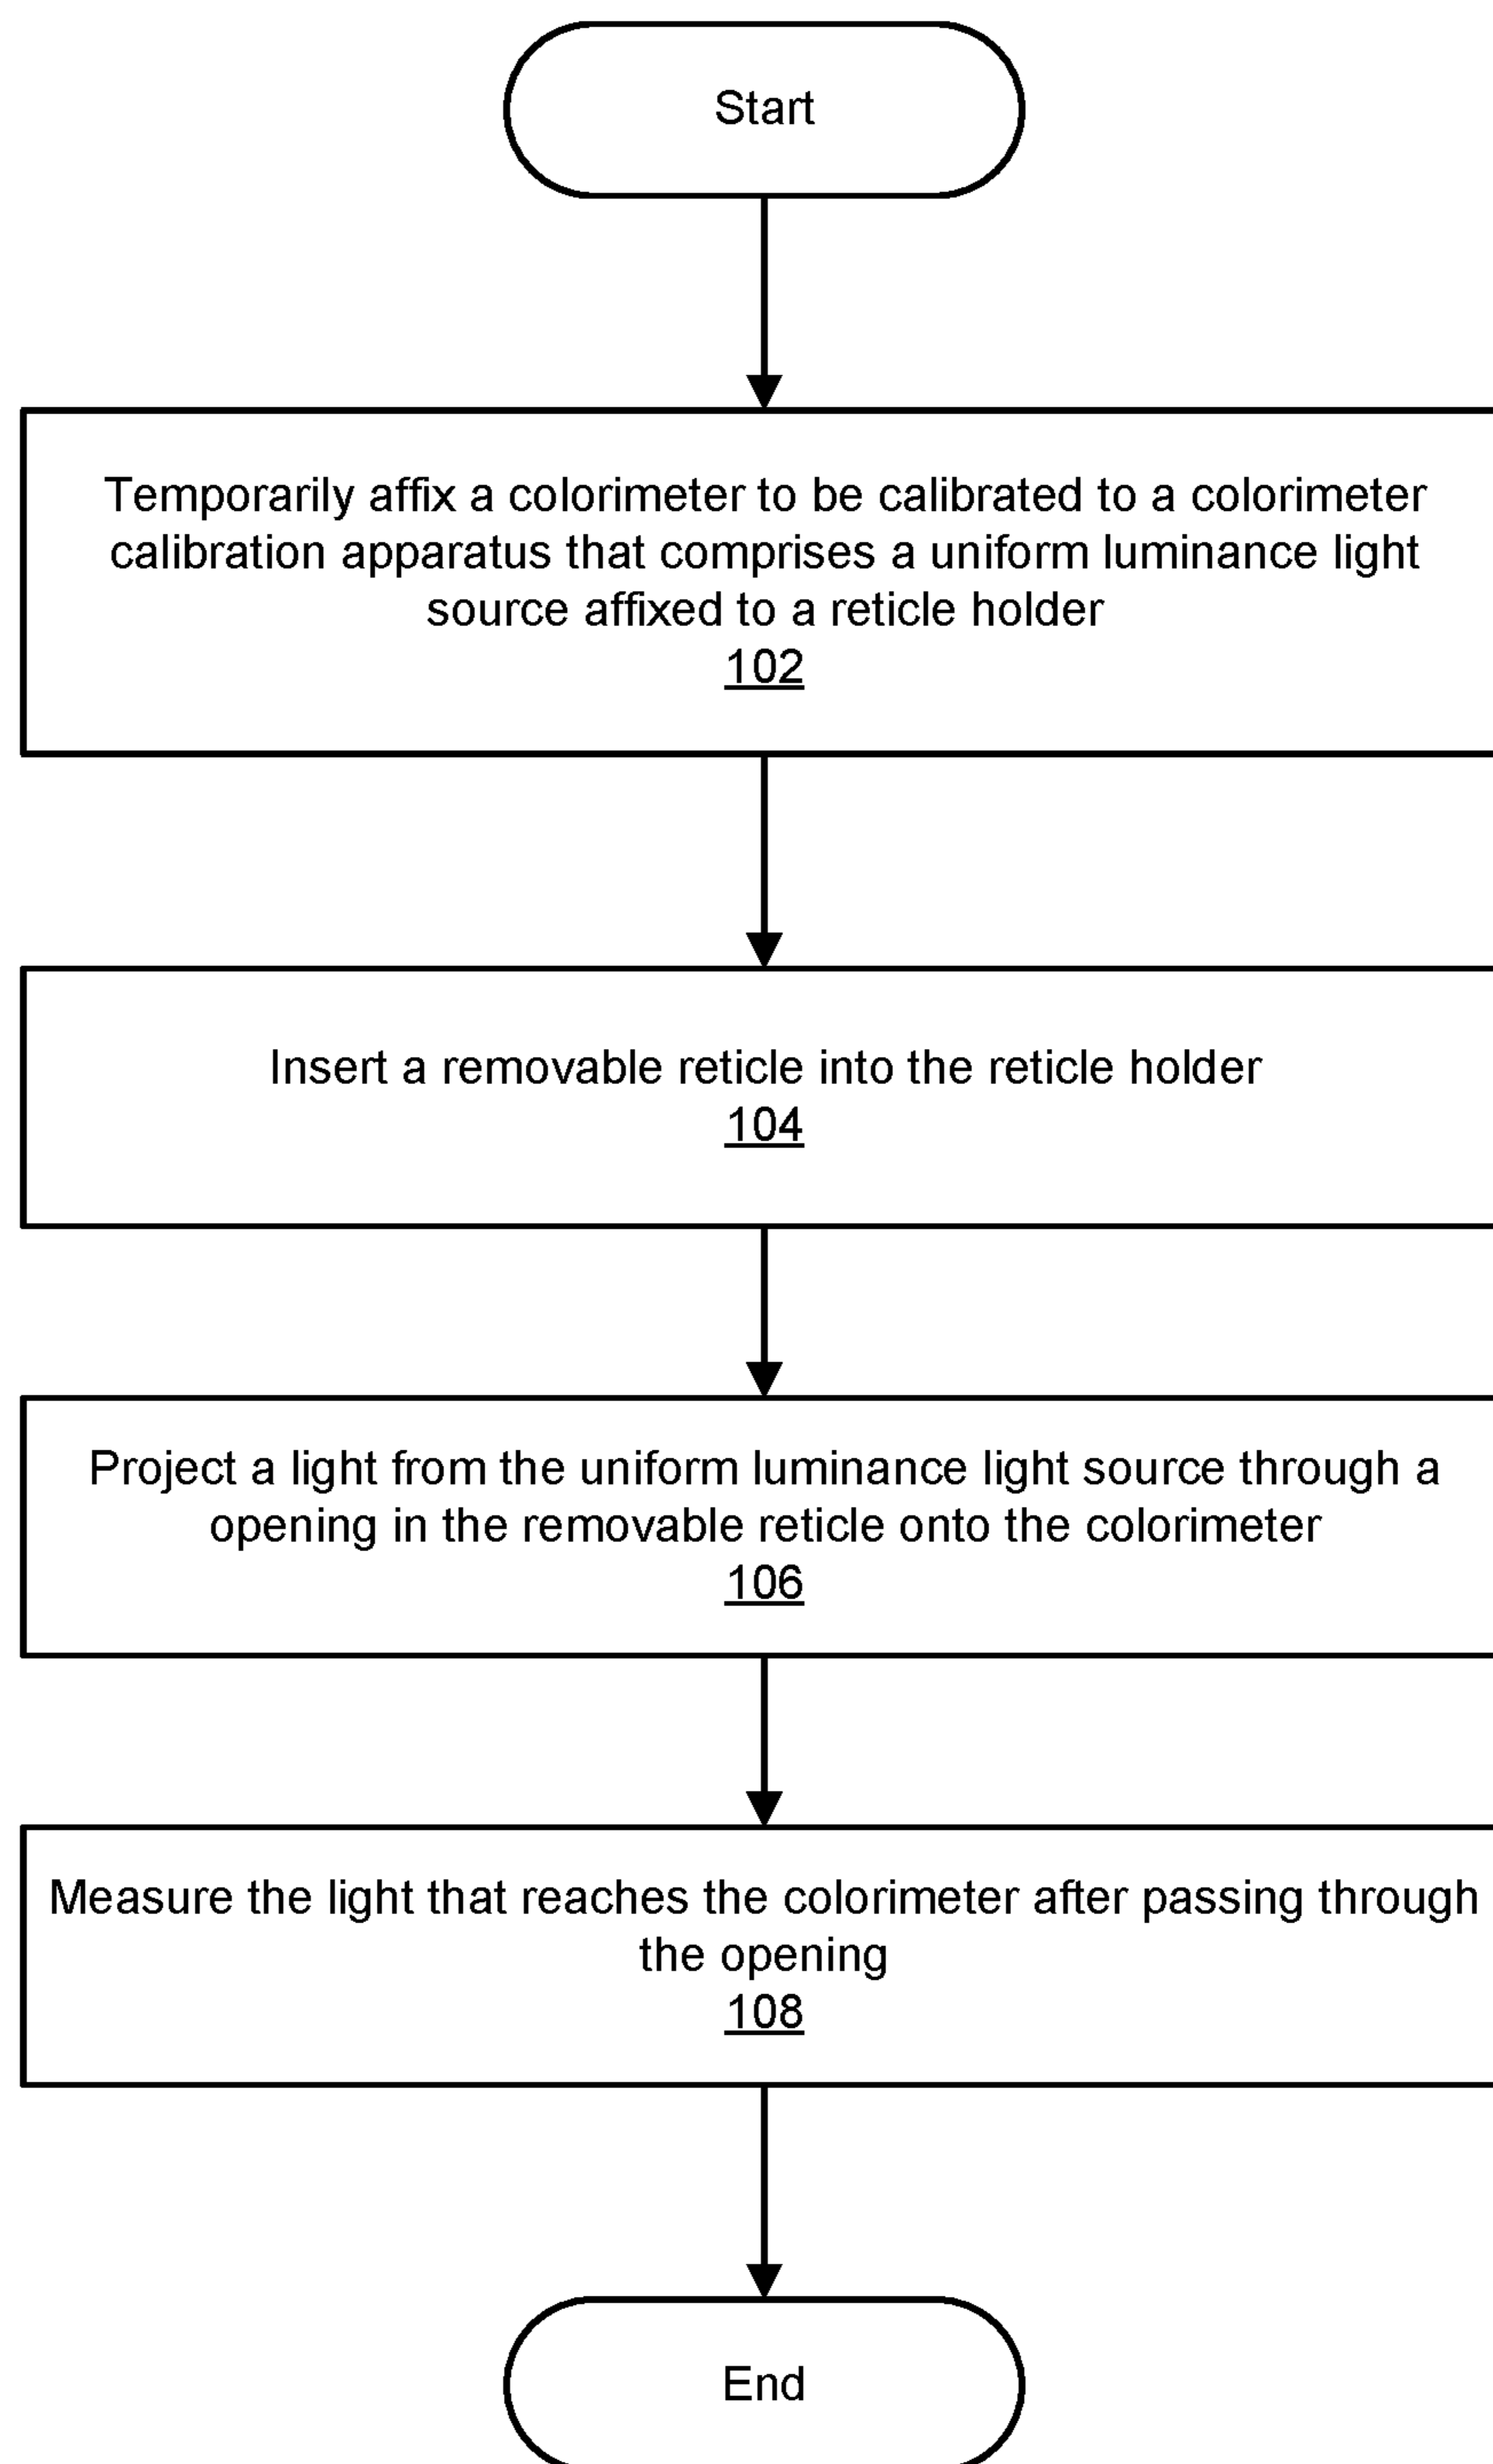 Start
Temporarily affix a colorimeter to be calibrated to a colorimeter
calibration apparatus that comprises a uniform luminance light
source affixed to a reticle holder
102
Insert a removable reticle into the reticle holder
104
Project a light from the uniform luminance light source through a
opening in the removable reticle onto the colorimeter
106
Measure the light that reaches the colorimeter after passing through
the opening
108
End